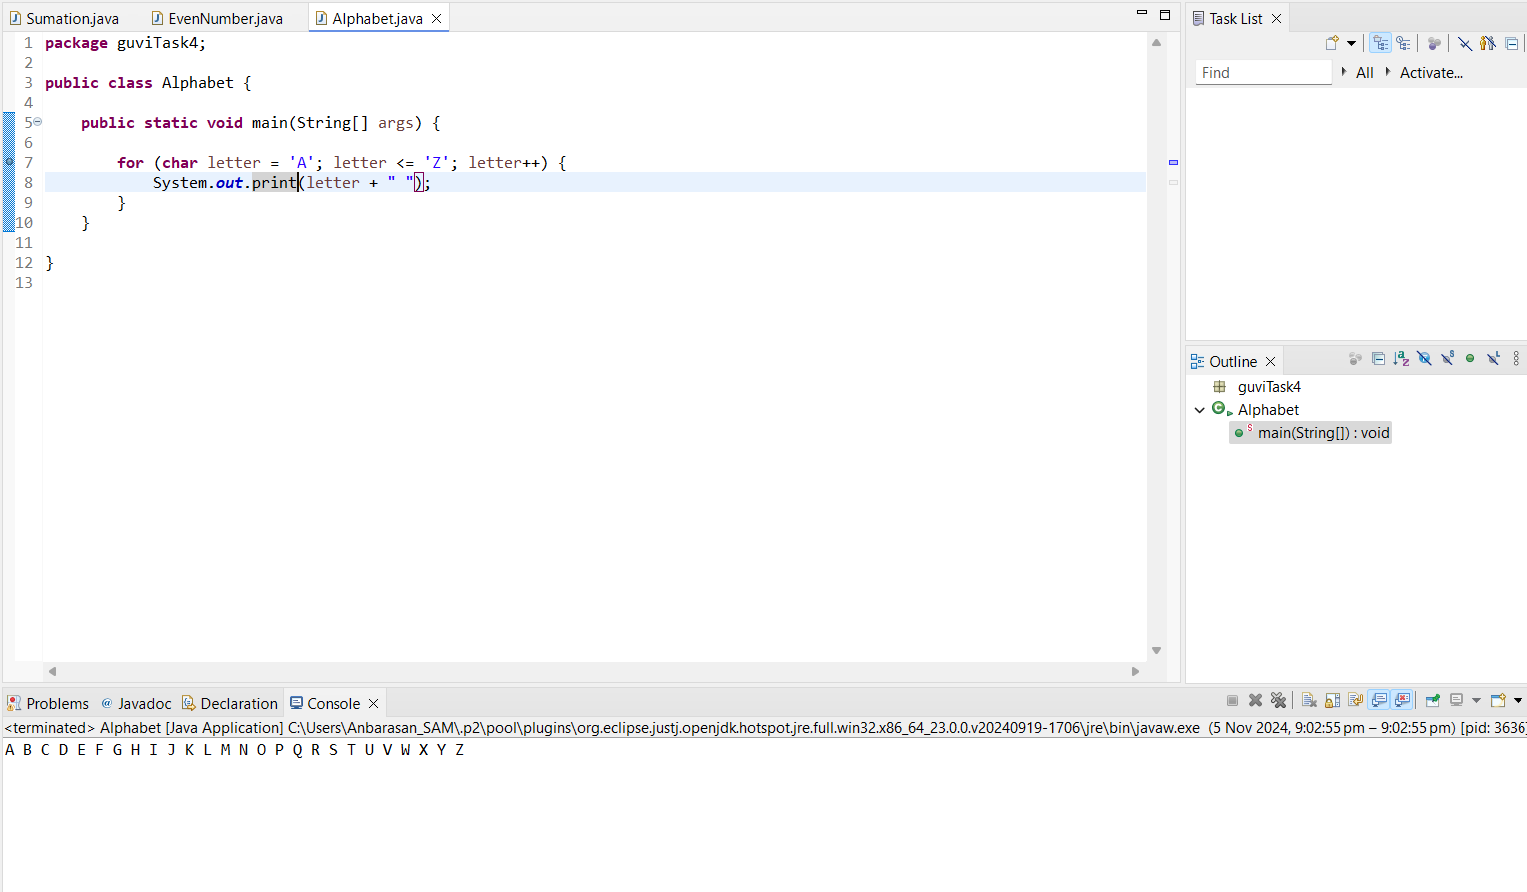 Sumation.java EvenNumber.java Alphabet.java
1 package guviTask4;
2
3 public class Alphabet {
4
5 public static void main(String[] args) {
6
7 for (char letter = 'A'; letter <= 'Z'; letter++) {
8 System.out.print(letter + " ");
9 }
10 }
11
12 }
13
Task List
Find All Activate...
Outline
guviTask4
Alphabet
main(String[]) : void
Problems Javadoc Declaration Console
<terminated> Alphabet [Java Application] C:\Users\Anbarasan_SAM\.p2\pool\plugins\org.eclipse.justj.openjdk.hotspot.jre.full.win32.x86_64_23.0.0.v20240919-1706\jre\bin\javaw.exe (5 Nov 2024, 9:02:55 pm – 9:02:55 pm) [pid: 3636]
A B C D E F G H I J K L M N O P Q R S T U V W X Y Z